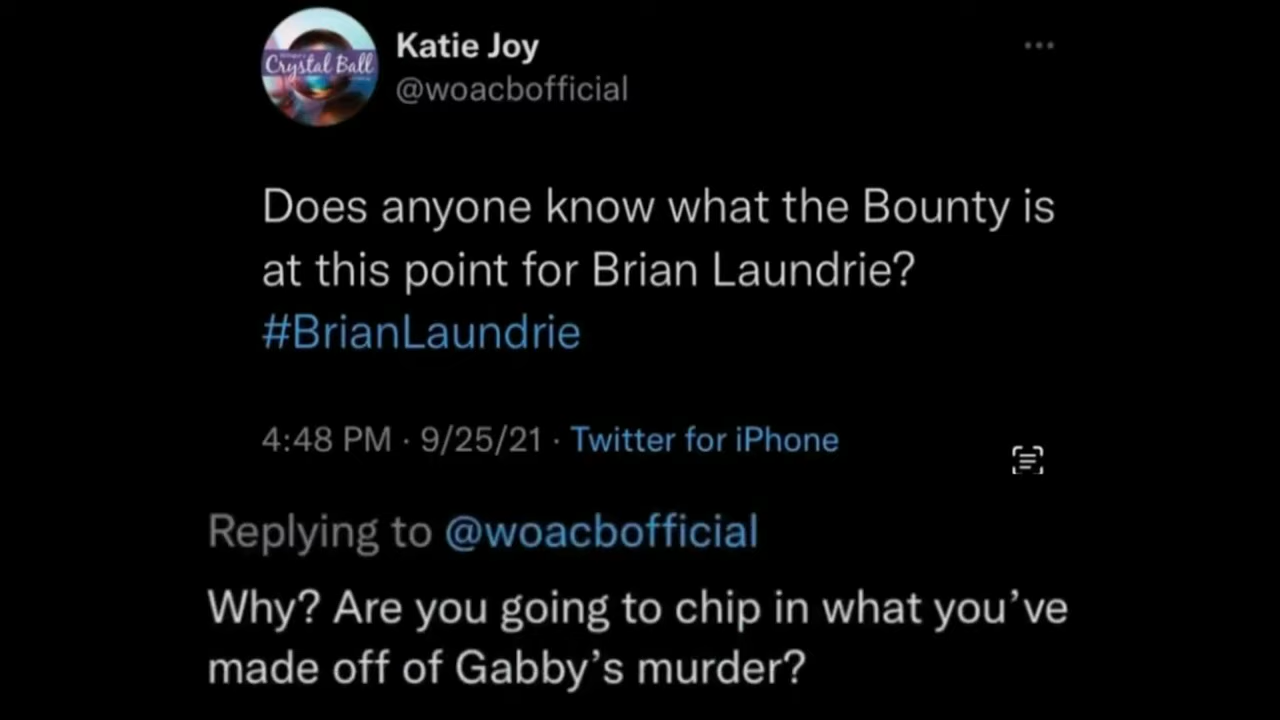 Crystal Ball
Katie Joy
@woacbofficial
Does anyone know what the Bounty is
at this point for Brian Laundrie?
#BrianLaundrie
4:48 PM · 9/25/21 · Twitter for iPhone
Replying to @woacbofficial
Why? Are you going to chip in what you’ve
made off of Gabby’s murder?